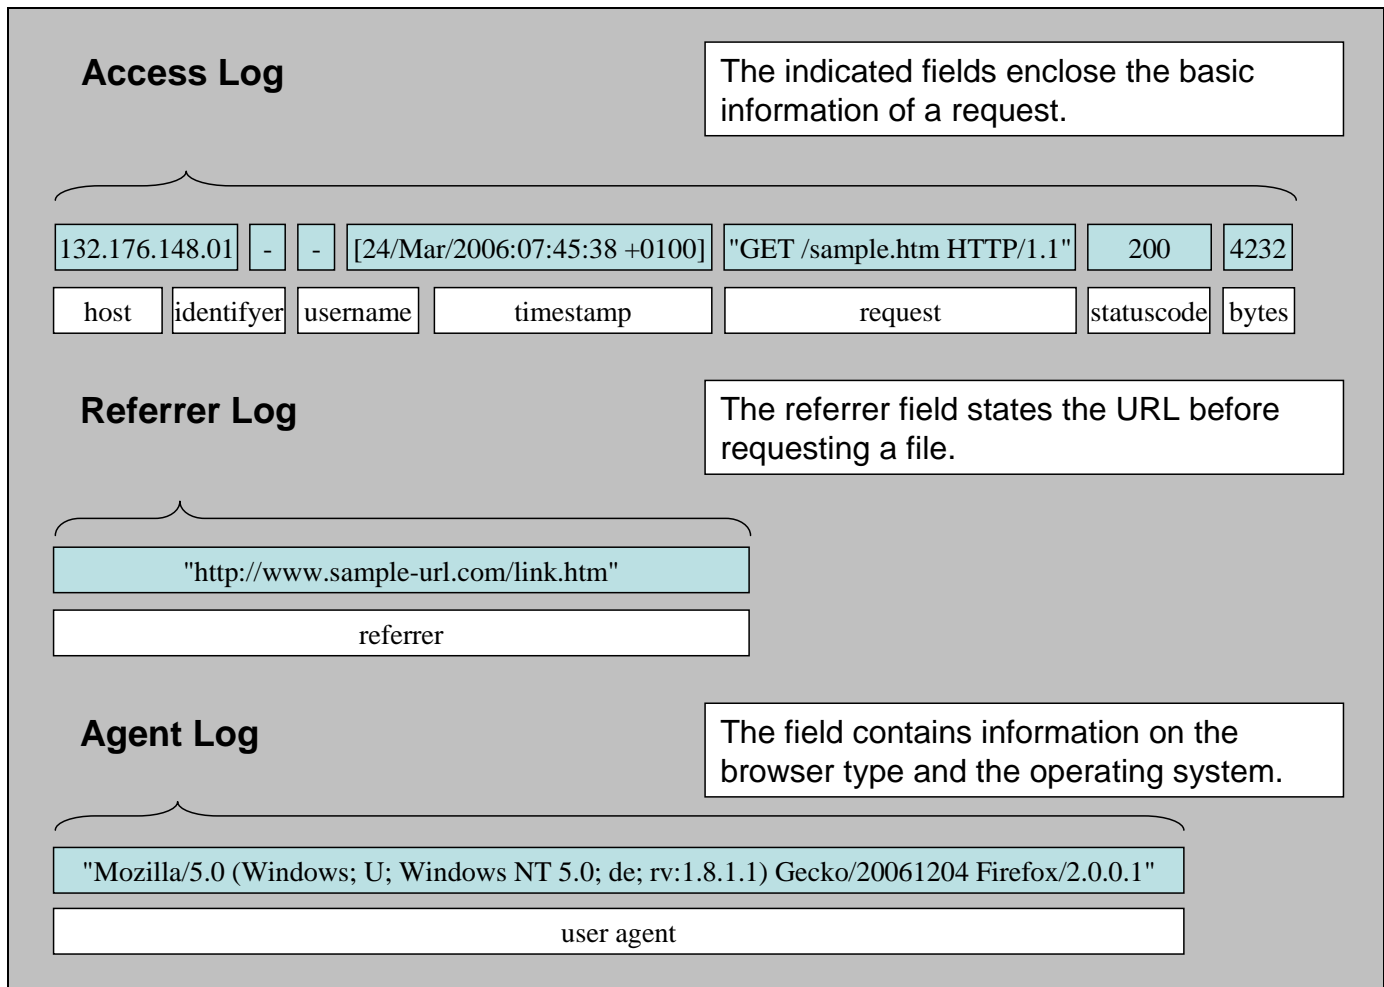 Access Log
The indicated fields enclose the basic
information of a request.
132.176.148.01 - - [24/Mar/2006:07:45:38 +0100] "GET /sample.htm HTTP/1.1" 200 4232
host identifyer username timestamp request statuscode bytes
Referrer Log
The referrer field states the URL before
requesting a file.
"http://www.sample-url.com/link.htm"
referrer
Agent Log
The field contains information on the
browser type and the operating system.
"Mozilla/5.0 (Windows; U; Windows NT 5.0; de; rv:1.8.1.1) Gecko/20061204 Firefox/2.0.0.1"
user agent